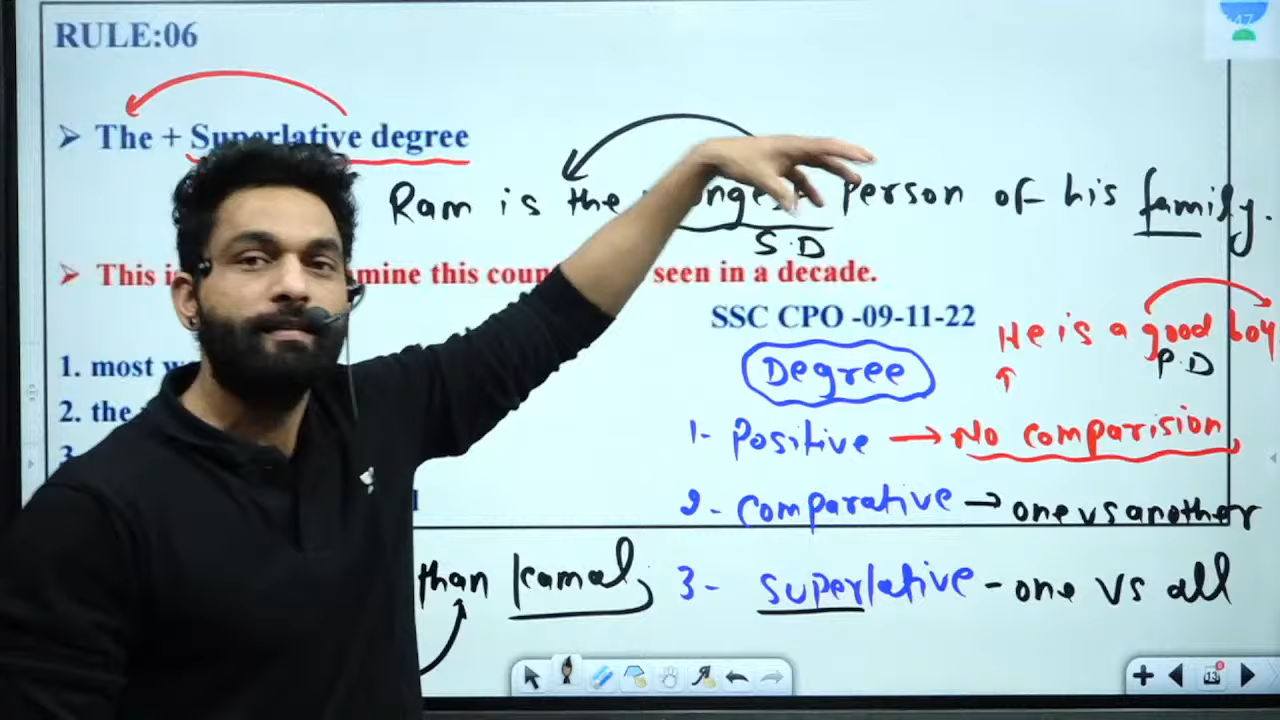 RULE:06
The + Superlative degree
Ram is the person of his family.
S.D
This mine this seen in a decade.
SSC CPO -09-11-22
He is a good boy
P.D
Degree
1. most
2. the
3
1- Positive → No comparision,
2- comparative → one vs another
than kamal,
3- superlative - one vs all
13